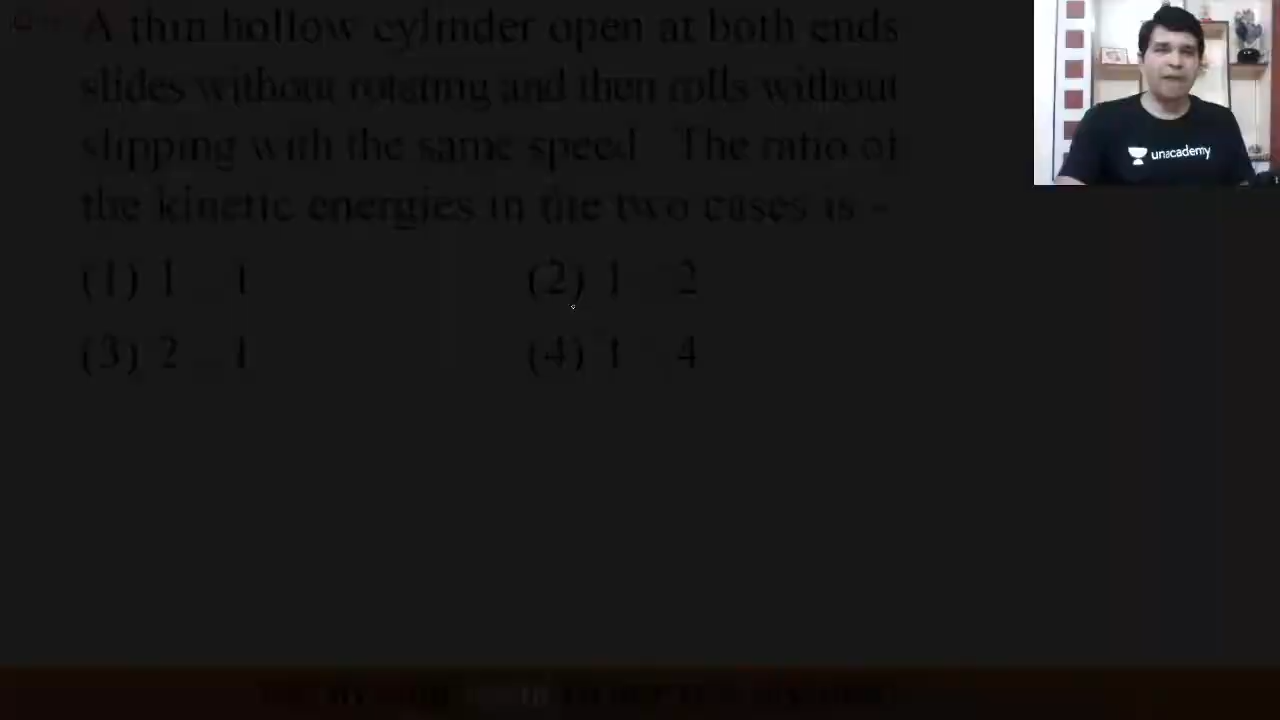 A thin hollow cylinder open at both ends
slides without rotating and then rolls without
slipping with the same speed. The ratio of
the kinetic energies in the two cases is -
(1) 1 : 1 (2) 1 : 2
(3) 2 : 1 (4) 1 : 4
unacademy